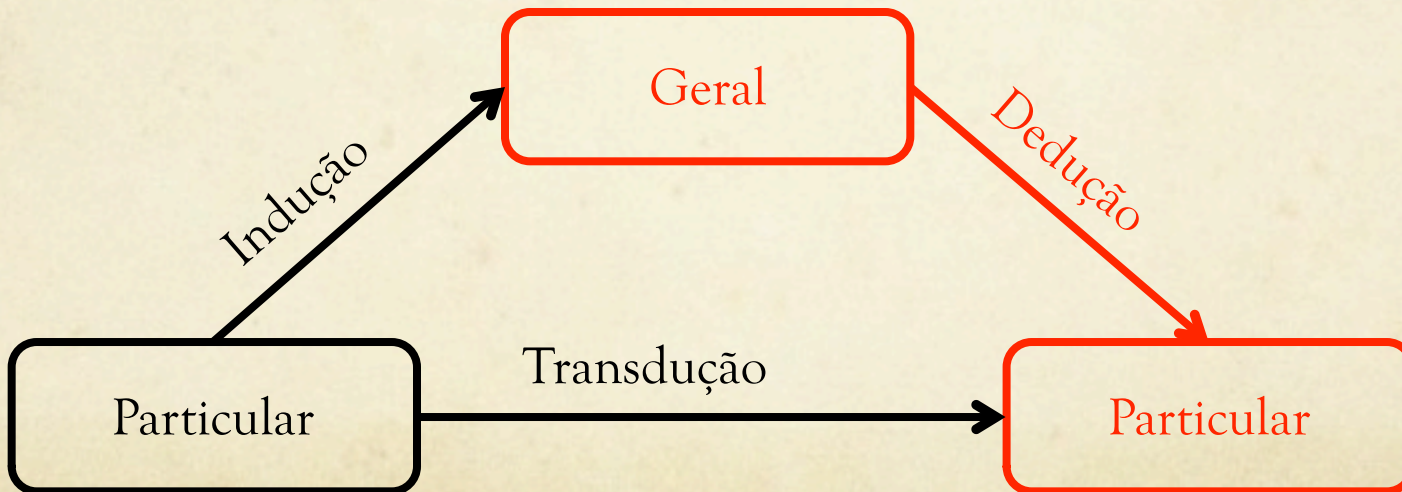 Geral
Indução
Dedução
Transdução
Particular
Particular